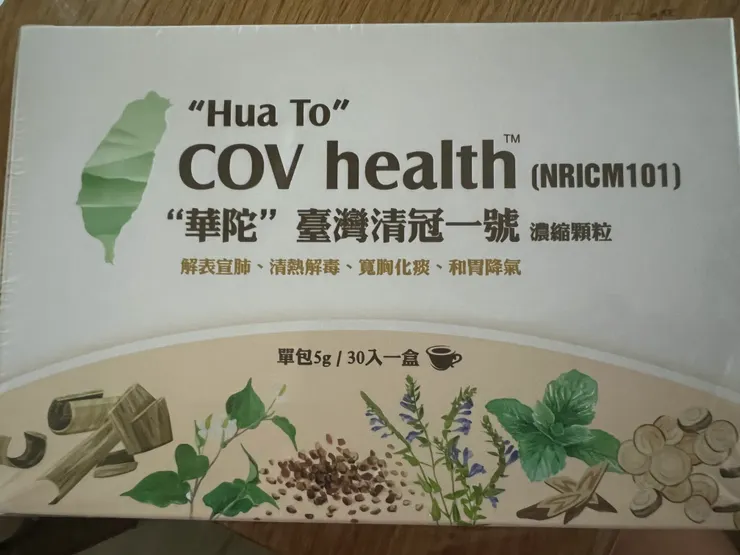 "Hua To"
COV health™ (NRICM101)
"華陀" 臺灣清冠一號 濃縮顆粒
解表宣肺、清熱解毒、寬胸化痰、和胃降氣
單包5g / 30入一盒